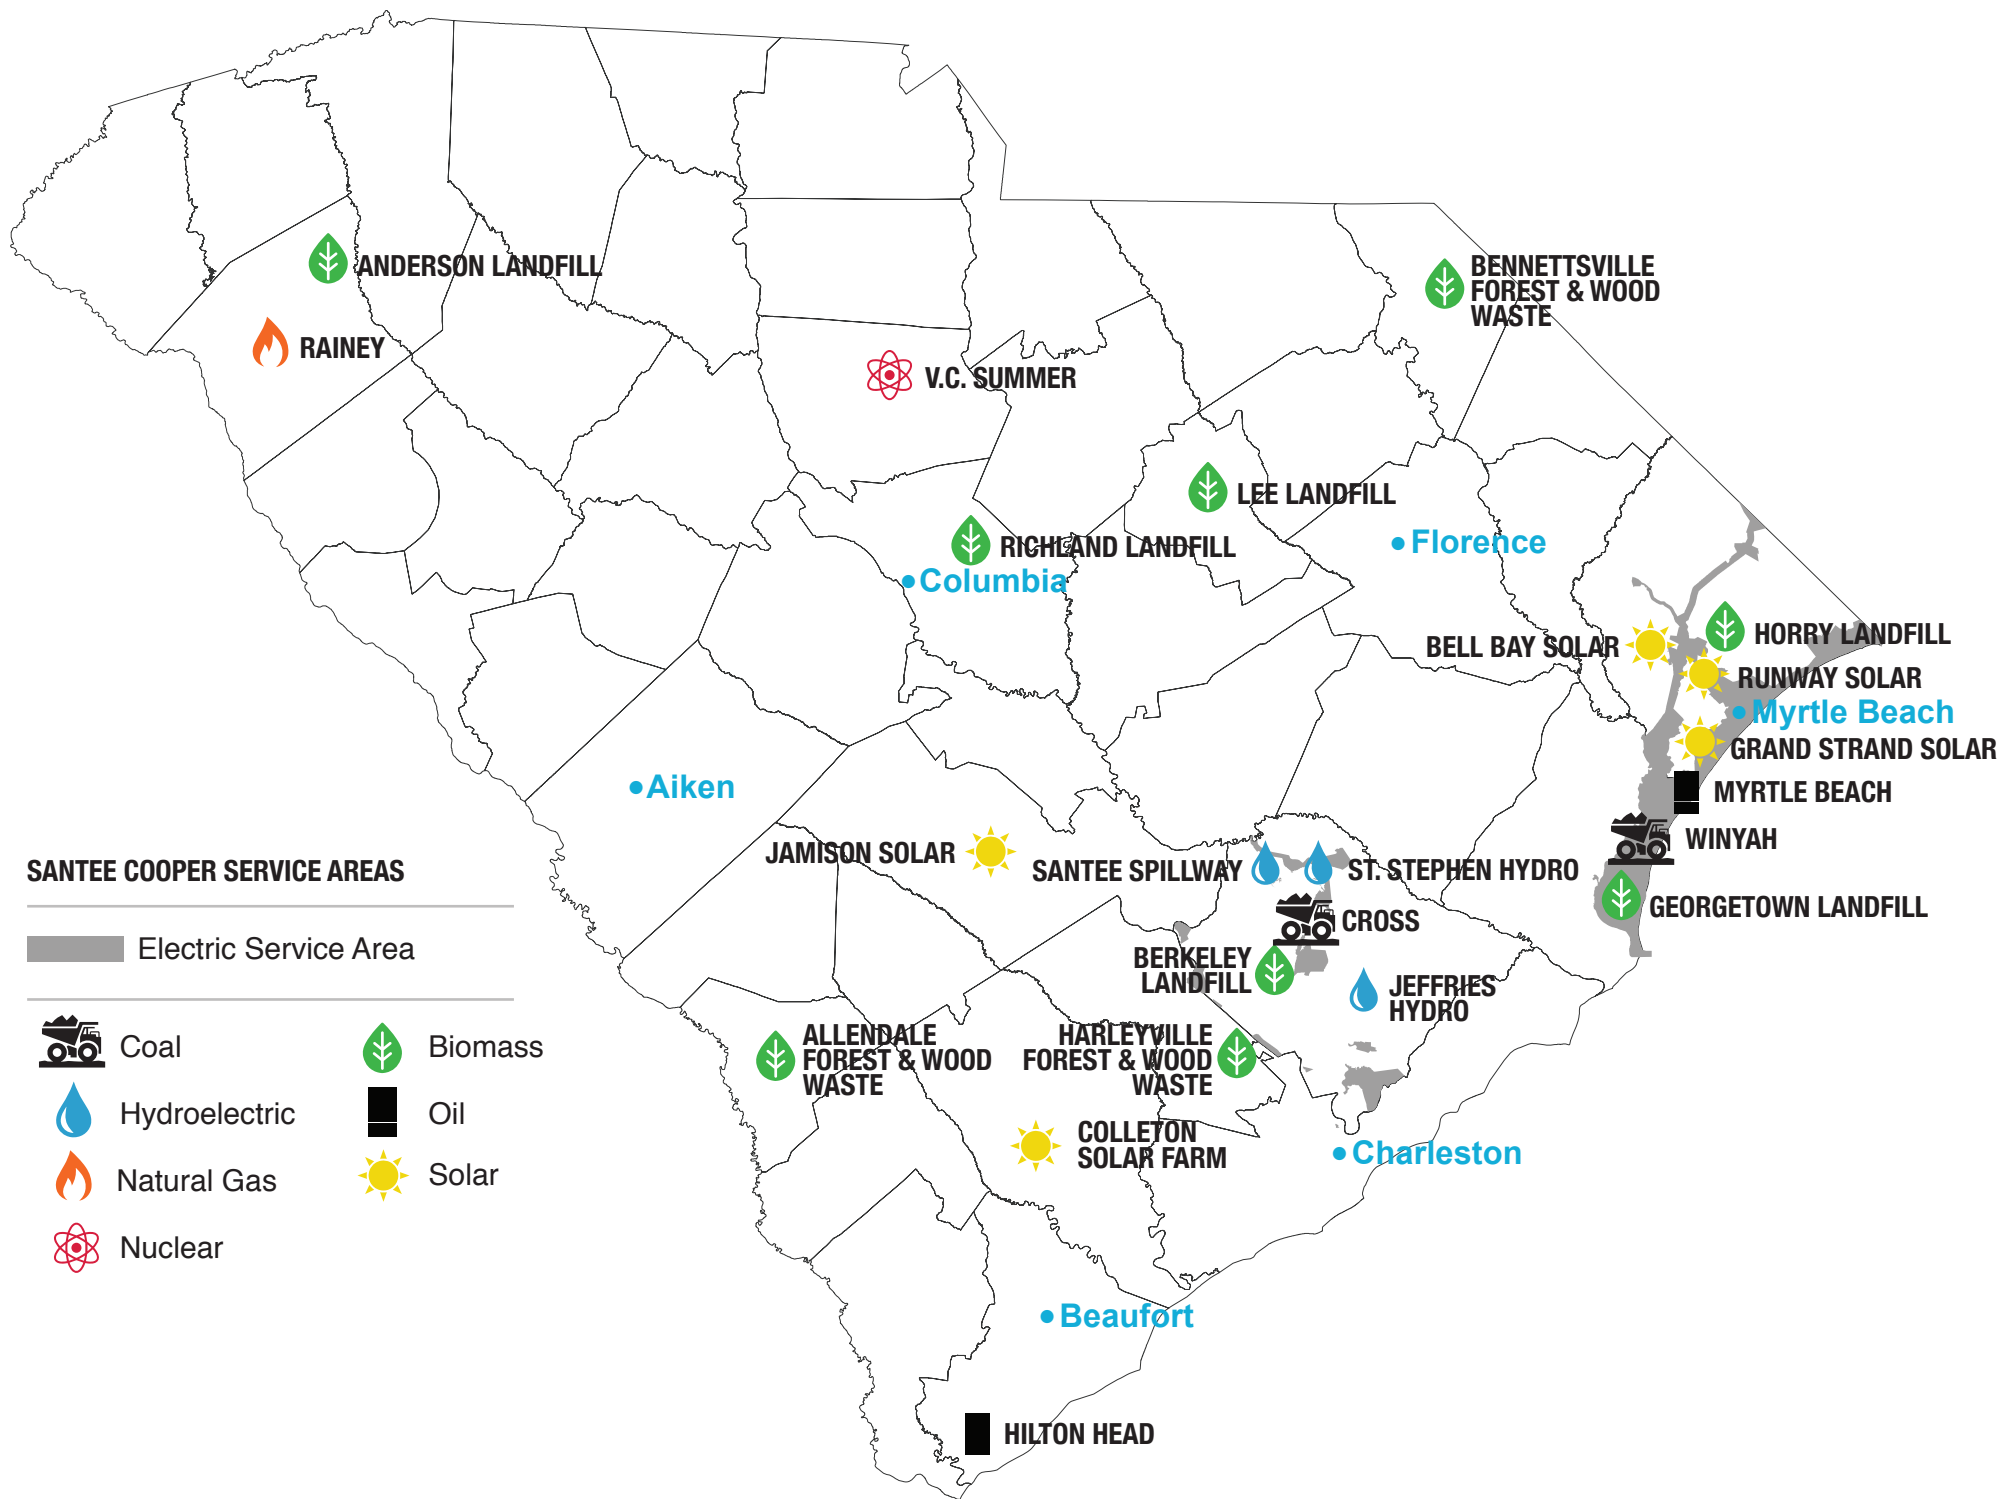 ANDERSON LANDFILL
BENNETTSVILLE
FOREST & WOOD
WASTE
RAINEY
V.C. SUMMER
LEE LANDFILL
RICHLAND LANDFILL
Florence
Columbia
HORRY LANDFILL
BELL BAY SOLAR
RUNWAY SOLAR
Myrtle Beach
GRAND STRAND SOLAR
Aiken
MYRTLE BEACH
WINYAH
JAMISON SOLAR
SANTEE SPILLWAY
ST. STEPHEN HYDRO
GEORGETOWN LANDFILL
CROSS
BERKELEY
LANDFILL
JEFFRIES
HYDRO
ALLENDALE
FOREST & WOOD
WASTE
HARLEYVILLE
FOREST & WOOD
WASTE
COLLETON
SOLAR FARM
Charleston
Beaufort
HILTON HEAD
SANTEE COOPER SERVICE AREAS
Electric Service Area
Coal
Biomass
Hydroelectric
Oil
Natural Gas
Solar
Nuclear